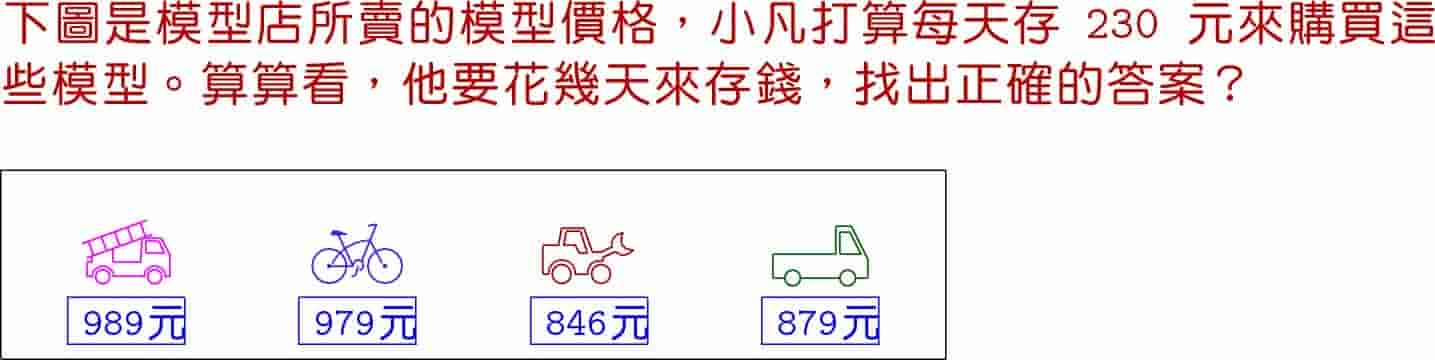 下圖是模型店所賣的模型價格，小凡打算每天存 230 元來購買這
些模型。算算看，他要花幾天來存錢，找出正確的答案？
989元 979元 846元 879元